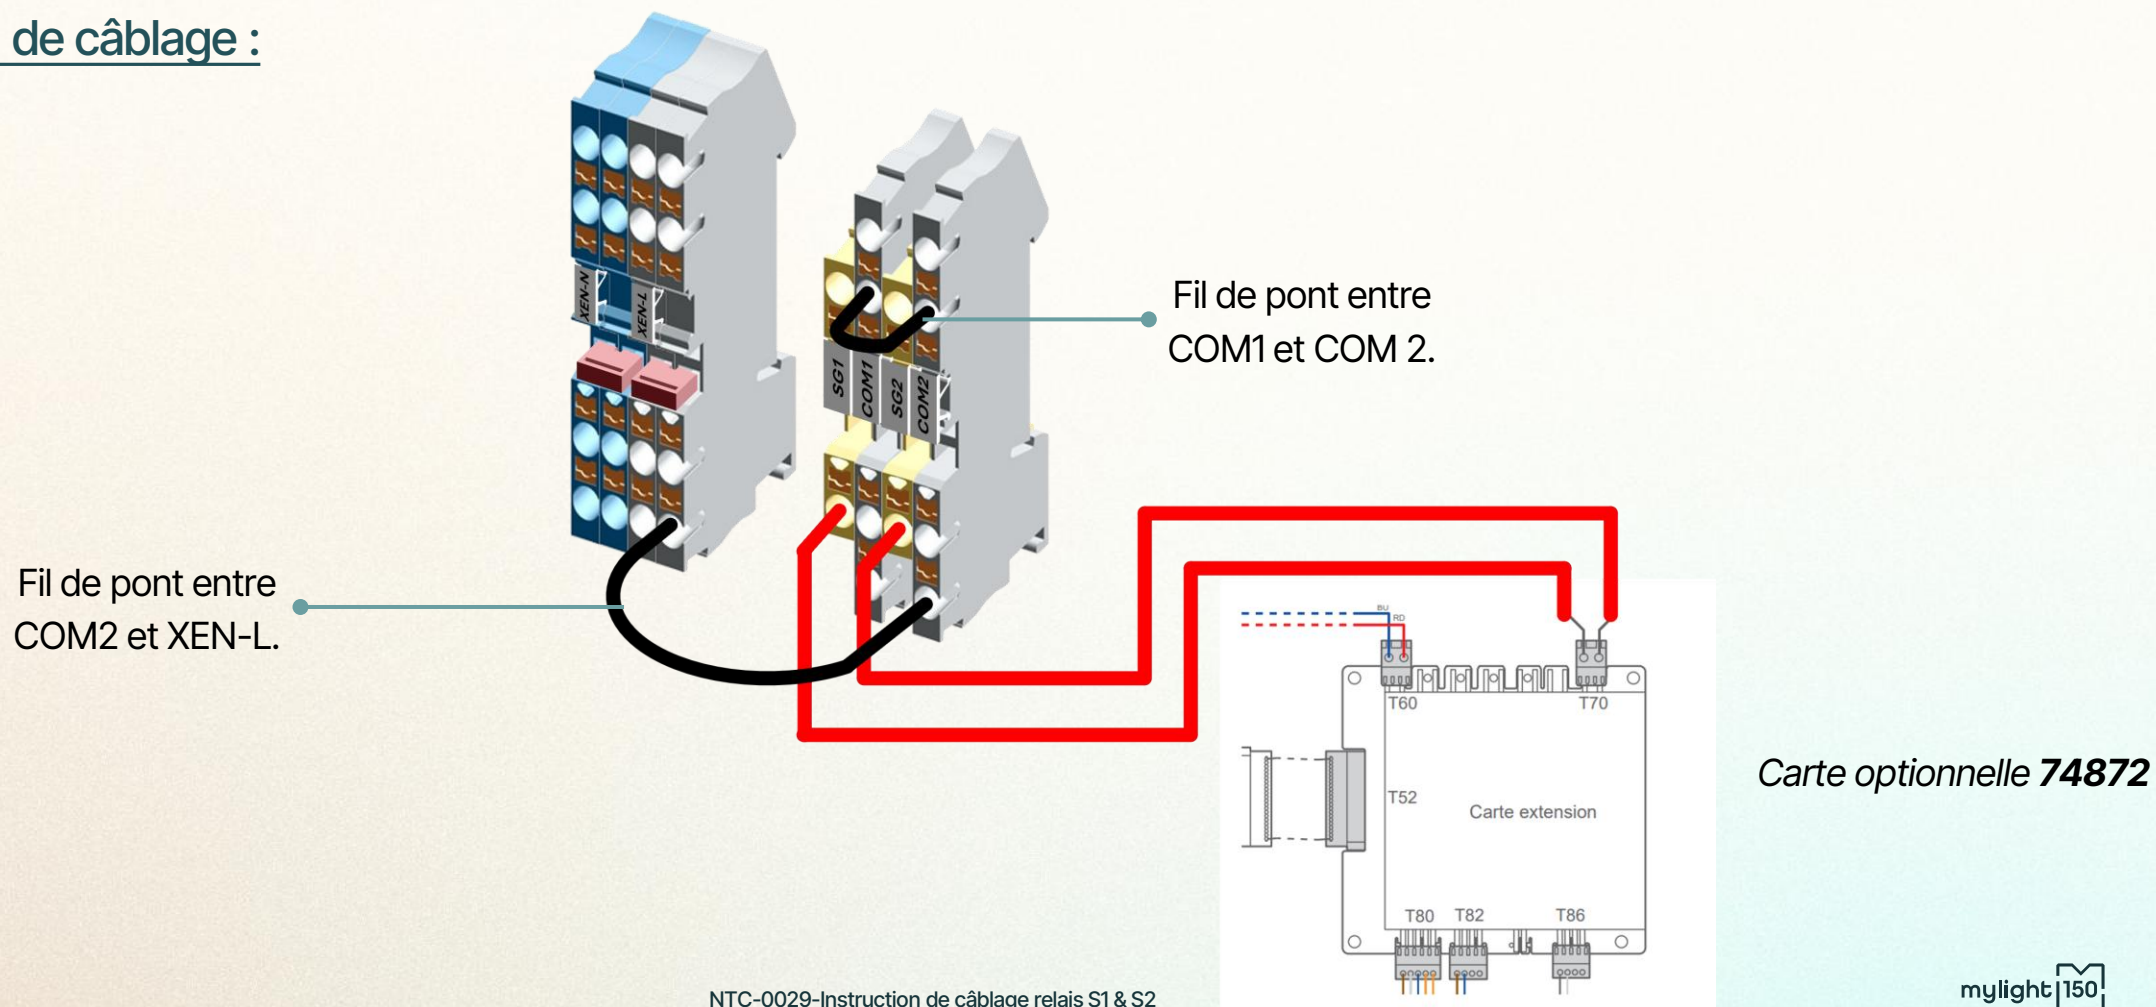 de câblage :
XEN-N
XEN-L
SG1
COM1
SG2
COM2
Fil de pont entre
COM1 et COM 2.
Fil de pont entre
COM2 et XEN-L.
BU
RD
T60
T70
T52
Carte extension
T80
T82
T86
Carte optionnelle 74872
NTC-0029-Instruction de câblage relais S1 & S2
mylight 150